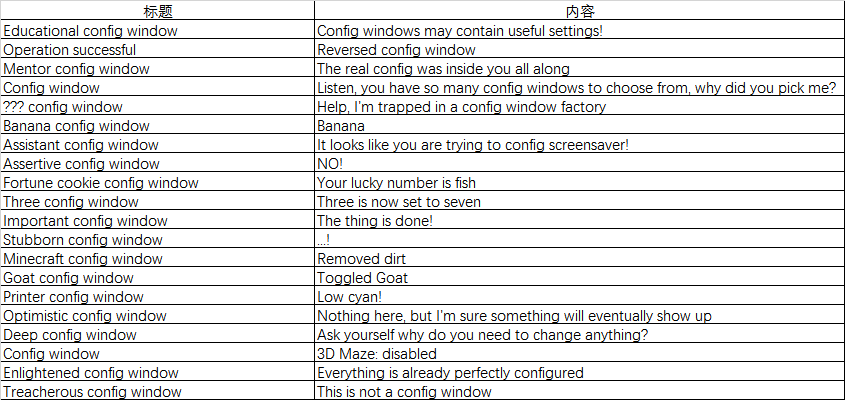 标题 内容
Educational config window Config windows may contain useful settings!
Operation successful Reversed config window
Mentor config window The real config was inside you all along
Config window Listen, you have so many config windows to choose from, why did you pick me?
??? config window Help, I'm trapped in a config window factory
Banana config window Banana
Assistant config window It looks like you are trying to config screensaver!
Assertive config window NO!
Fortune cookie config window Your lucky number is fish
Three config window Three is now set to seven
Important config window The thing is done!
Stubborn config window ...!
Minecraft config window Removed dirt
Goat config window Toggled Goat
Printer config window Low cyan!
Optimistic config window Nothing here, but I'm sure something will eventually show up
Deep config window Ask yourself why do you need to change anything?
Config window 3D Maze: disabled
Enlightened config window Everything is already perfectly configured
Treacherous config window This is not a config window